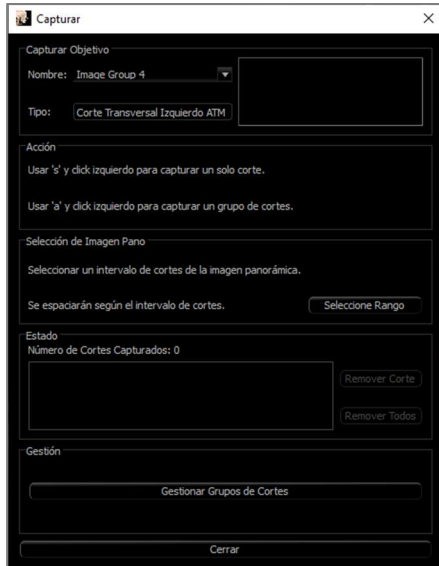 Capturar
Capturar Objetivo
Nombre: Image Group 4
Tipo: Corte Transversal Izquierdo ATM
Acción
Usar 's' y click izquierdo para capturar un solo corte.
Usar 'a' y click izquierdo para capturar un grupo de cortes.
Selección de Imagen Pano
Seleccionar un intervalo de cortes de la imagen panorámica.
Se espaciarán según el intervalo de cortes. Seleccione Rango
Estado
Número de Cortes Capturados: 0
Remover Corte
Remover Todos
Gestión
Gestionar Grupos de Cortes
Cerrar